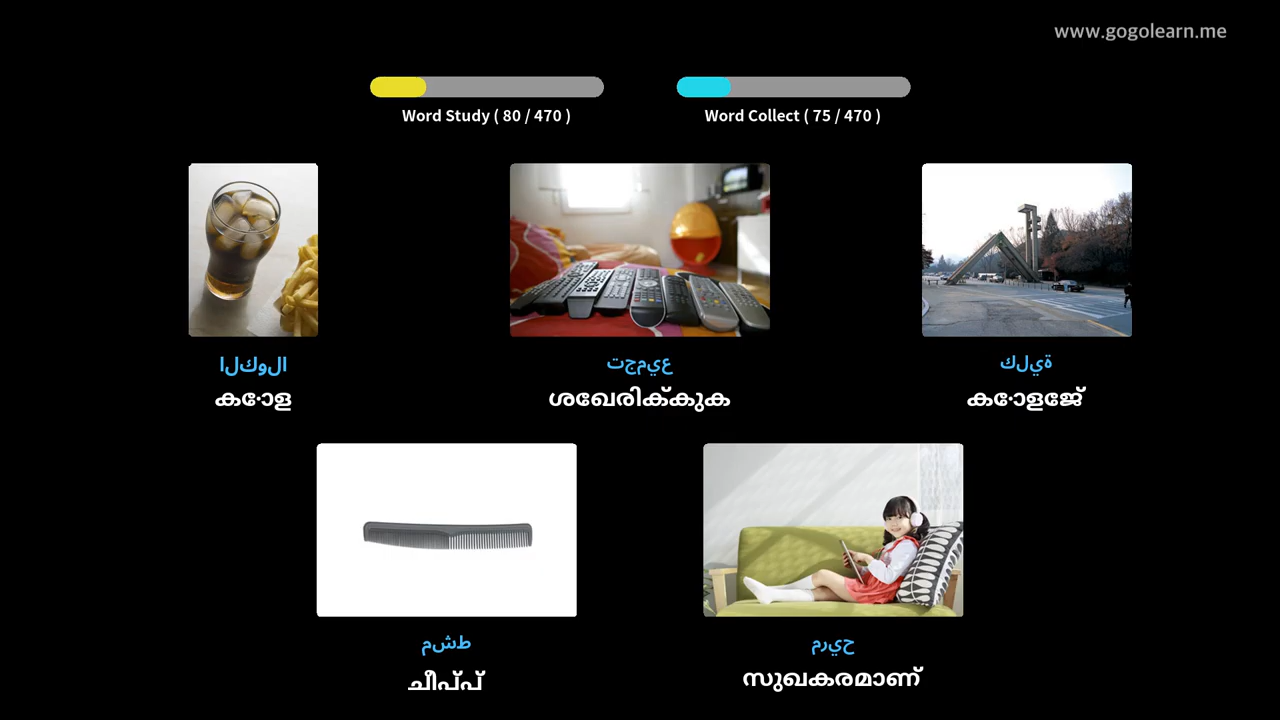 www.gogolearn.me
Word Study ( 80 / 470 )
Word Collect ( 75 / 470 )
الكولا
تجميع
كلية
കോള
ശേഖരിക്കുക
കോളേജ്
مشط
مريح
ചീപ്പ്
സുഖകരമാണ്